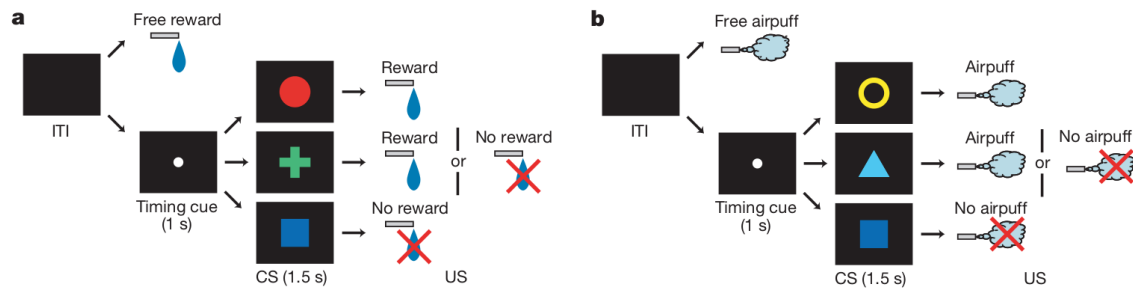 a
Free reward
ITI
Timing cue
(1 s)
CS (1.5 s)
Reward
Reward
or
No reward
No reward
US
b
Free airpuff
ITI
Timing cue
(1 s)
CS (1.5 s)
Airpuff
Airpuff
or
No airpuff
No airpuff
US